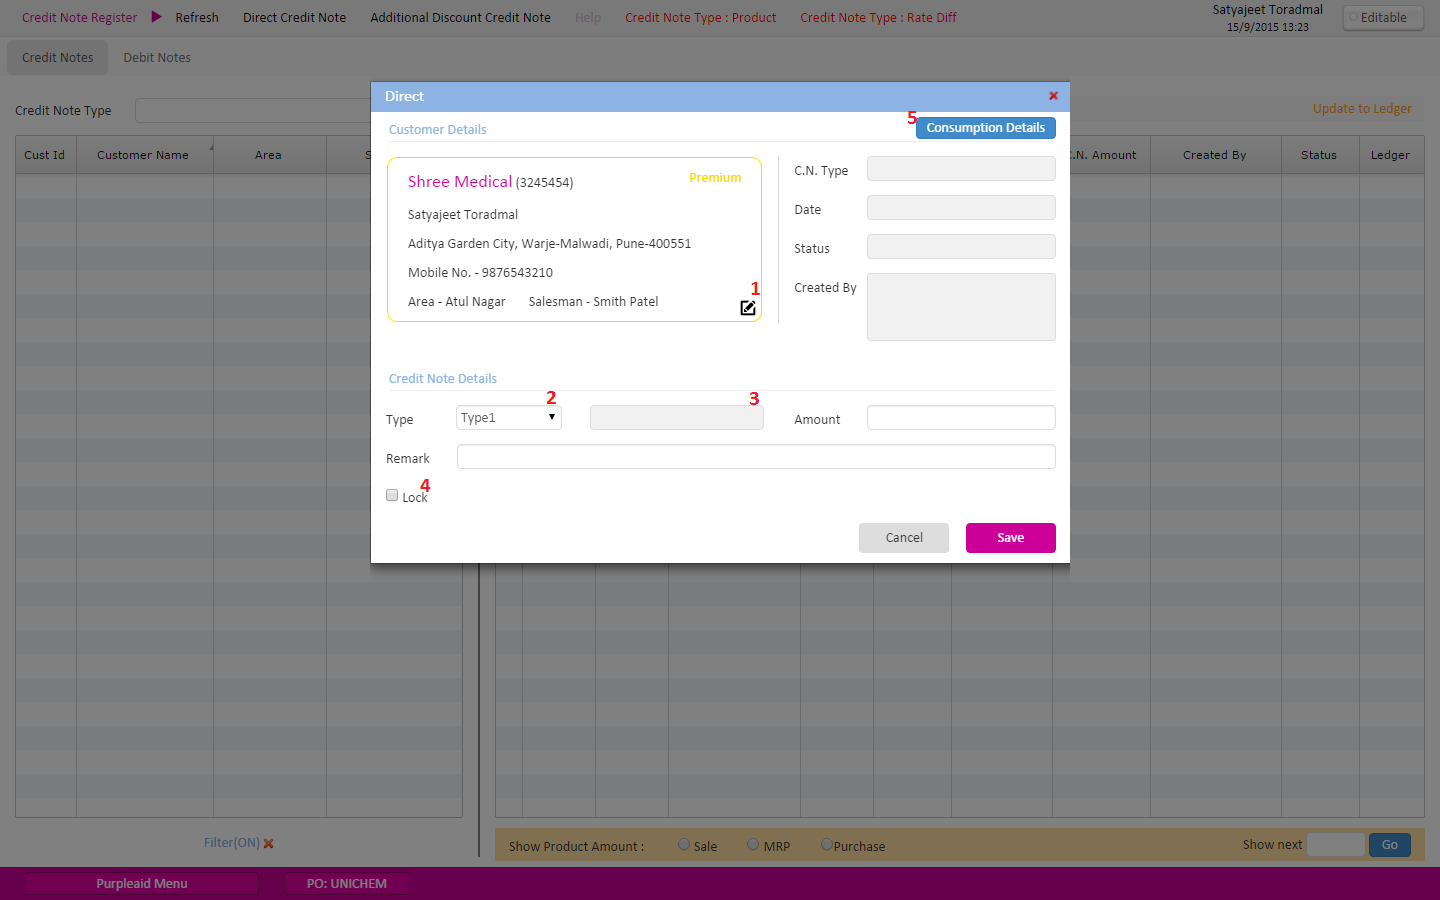 Credit Note Register Refresh Direct Credit Note Additional Discount Credit Note Help Credit Note Type : Product Credit Note Type : Rate Diff Satyajeet Toradmal Editable
15/9/2015 13:23
Credit Notes Debit Notes
Direct
Credit Note Type Update to Ledger
5
Customer Details Consumption Details
Cust Id Customer Name Area S .N. Amount Created By Status Ledger
Shree Medical (3245454) Premium
Satyajeet Toradmal
Aditya Garden City, Warje-Malwadi, Pune-400551
Mobile No. - 9876543210
1
Area - Atul Nagar Salesman - Smith Patel
C.N. Type
Date
Status
Created By
Credit Note Details
2 3
Type Type1 Amount
Remark
4
Lock
Cancel Save
Filter(ON) Show Product Amount : Sale MRP Purchase Show next Go
Purpleaid Menu PO: UNICHEM